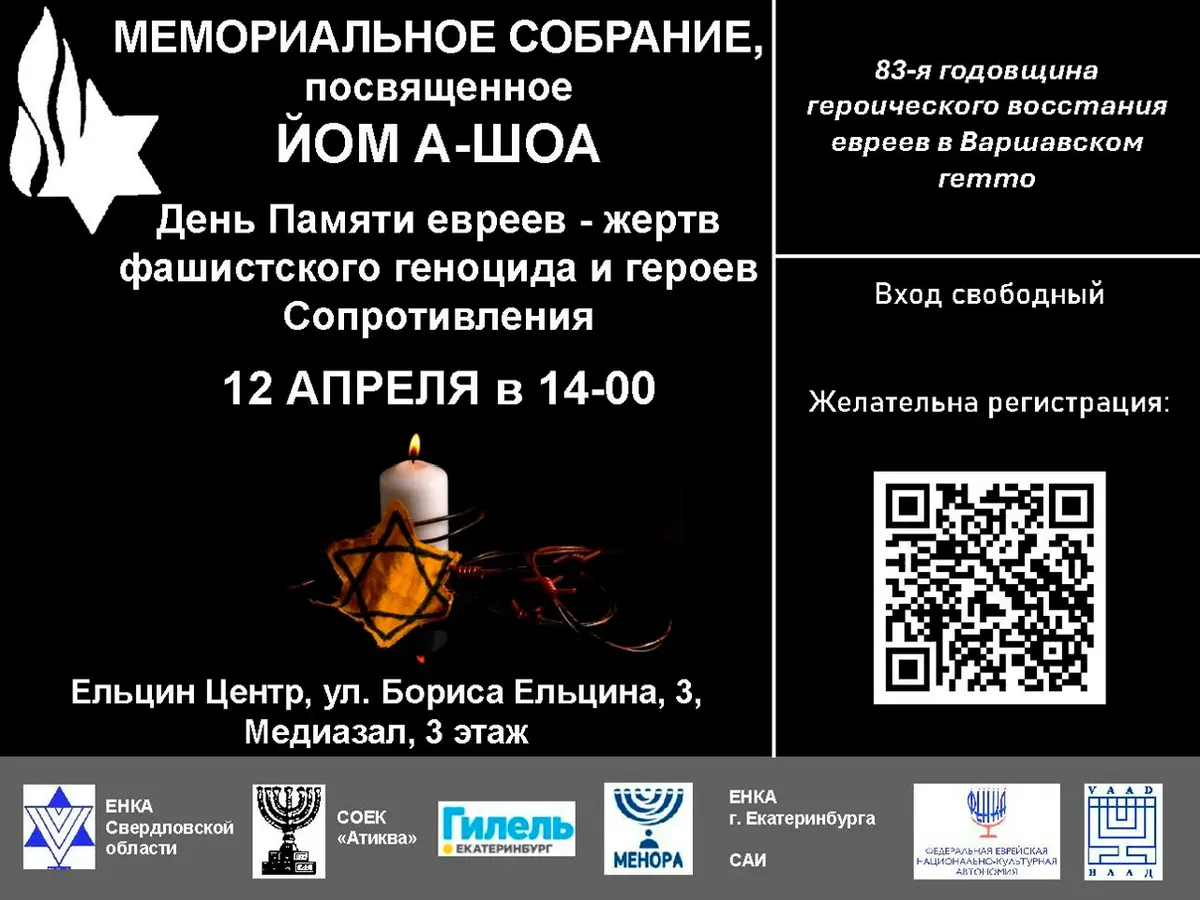 МЕМОРИАЛЬНОЕ СОБРАНИЕ,
посвященное
ЙОМ А-ШОА
День Памяти евреев - жертв
фашистского геноцида и героев
Сопротивления
12 АПРЕЛЯ в 14-00
Ельцин Центр, ул. Бориса Ельцина, 3,
Медиазал, 3 этаж
83-я годовщина
героического восстания
евреев в Варшавском
гетто
Вход свободный
Желательна регистрация:
ЕНКА
Свердловской
области
СОЕК
«Атиква»
Гилель
ЕКАТЕРИНБУРГ
МЕНОРА
ЕНКА
г. Екатеринбурга
САИ
ФЕДЕРАЛЬНАЯ ЕВРЕЙСКАЯ
НАЦИОНАЛЬНО-КУЛЬТУРНАЯ
АВТОНОМИЯ
VAAD
ВААД